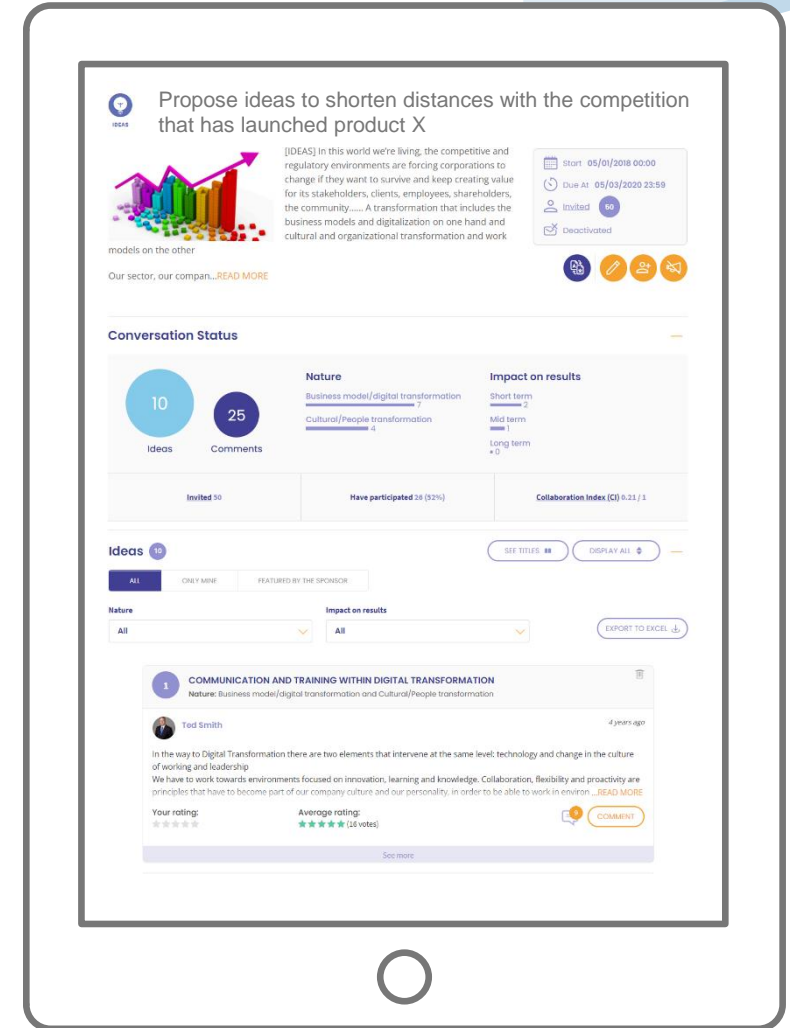 Propose ideas to shorten distances with the competition
that has launched product X
IDEAS
[IDEAS] In this world we're living, the competitive and
regulatory environments are forcing corporations to
change if they want to survive and keep creating value
for its stakeholders, clients, employees, shareholders,
the community...... A transformation that includes the
business models and digitalization on one hand and
cultural and organizational transformation and work
models on the other
Our sector, our compan...READ MORE
Start 05/01/2018 00:00
Due At 05/03/2020 23:59
Invited 50
Deactivated
Conversation Status
10
Ideas
25
Comments
Nature
Business model/digital transformation
7
Cultural/People transformation
4
Impact on results
Short term
2
Mid term
1
Long term
0
Invited 50
Have participated 26 (52%)
Collaboration Index (CI) 0.21 / 1
Ideas 10
SEE TITLES
DISPLAY ALL
ALL
ONLY MINE
FEATURED BY THE SPONSOR
Nature
All
Impact on results
All
EXPORT TO EXCEL
1
COMMUNICATION AND TRAINING WITHIN DIGITAL TRANSFORMATION
Nature: Business model/digital transformation and Cultural/People transformation
Ted Smith
4 years ago
In the way to Digital Transformation there are two elements that intervene at the same level: technology and change in the culture
of working and leadership
We have to work towards environments focused on innovation, learning and knowledge. Collaboration, flexibility and proactivity are
principles that have to become part of our company culture and our personality, in order to be able to work in environ ...READ MORE
Your rating:
Average rating:
(16 votes)
COMMENT
See more